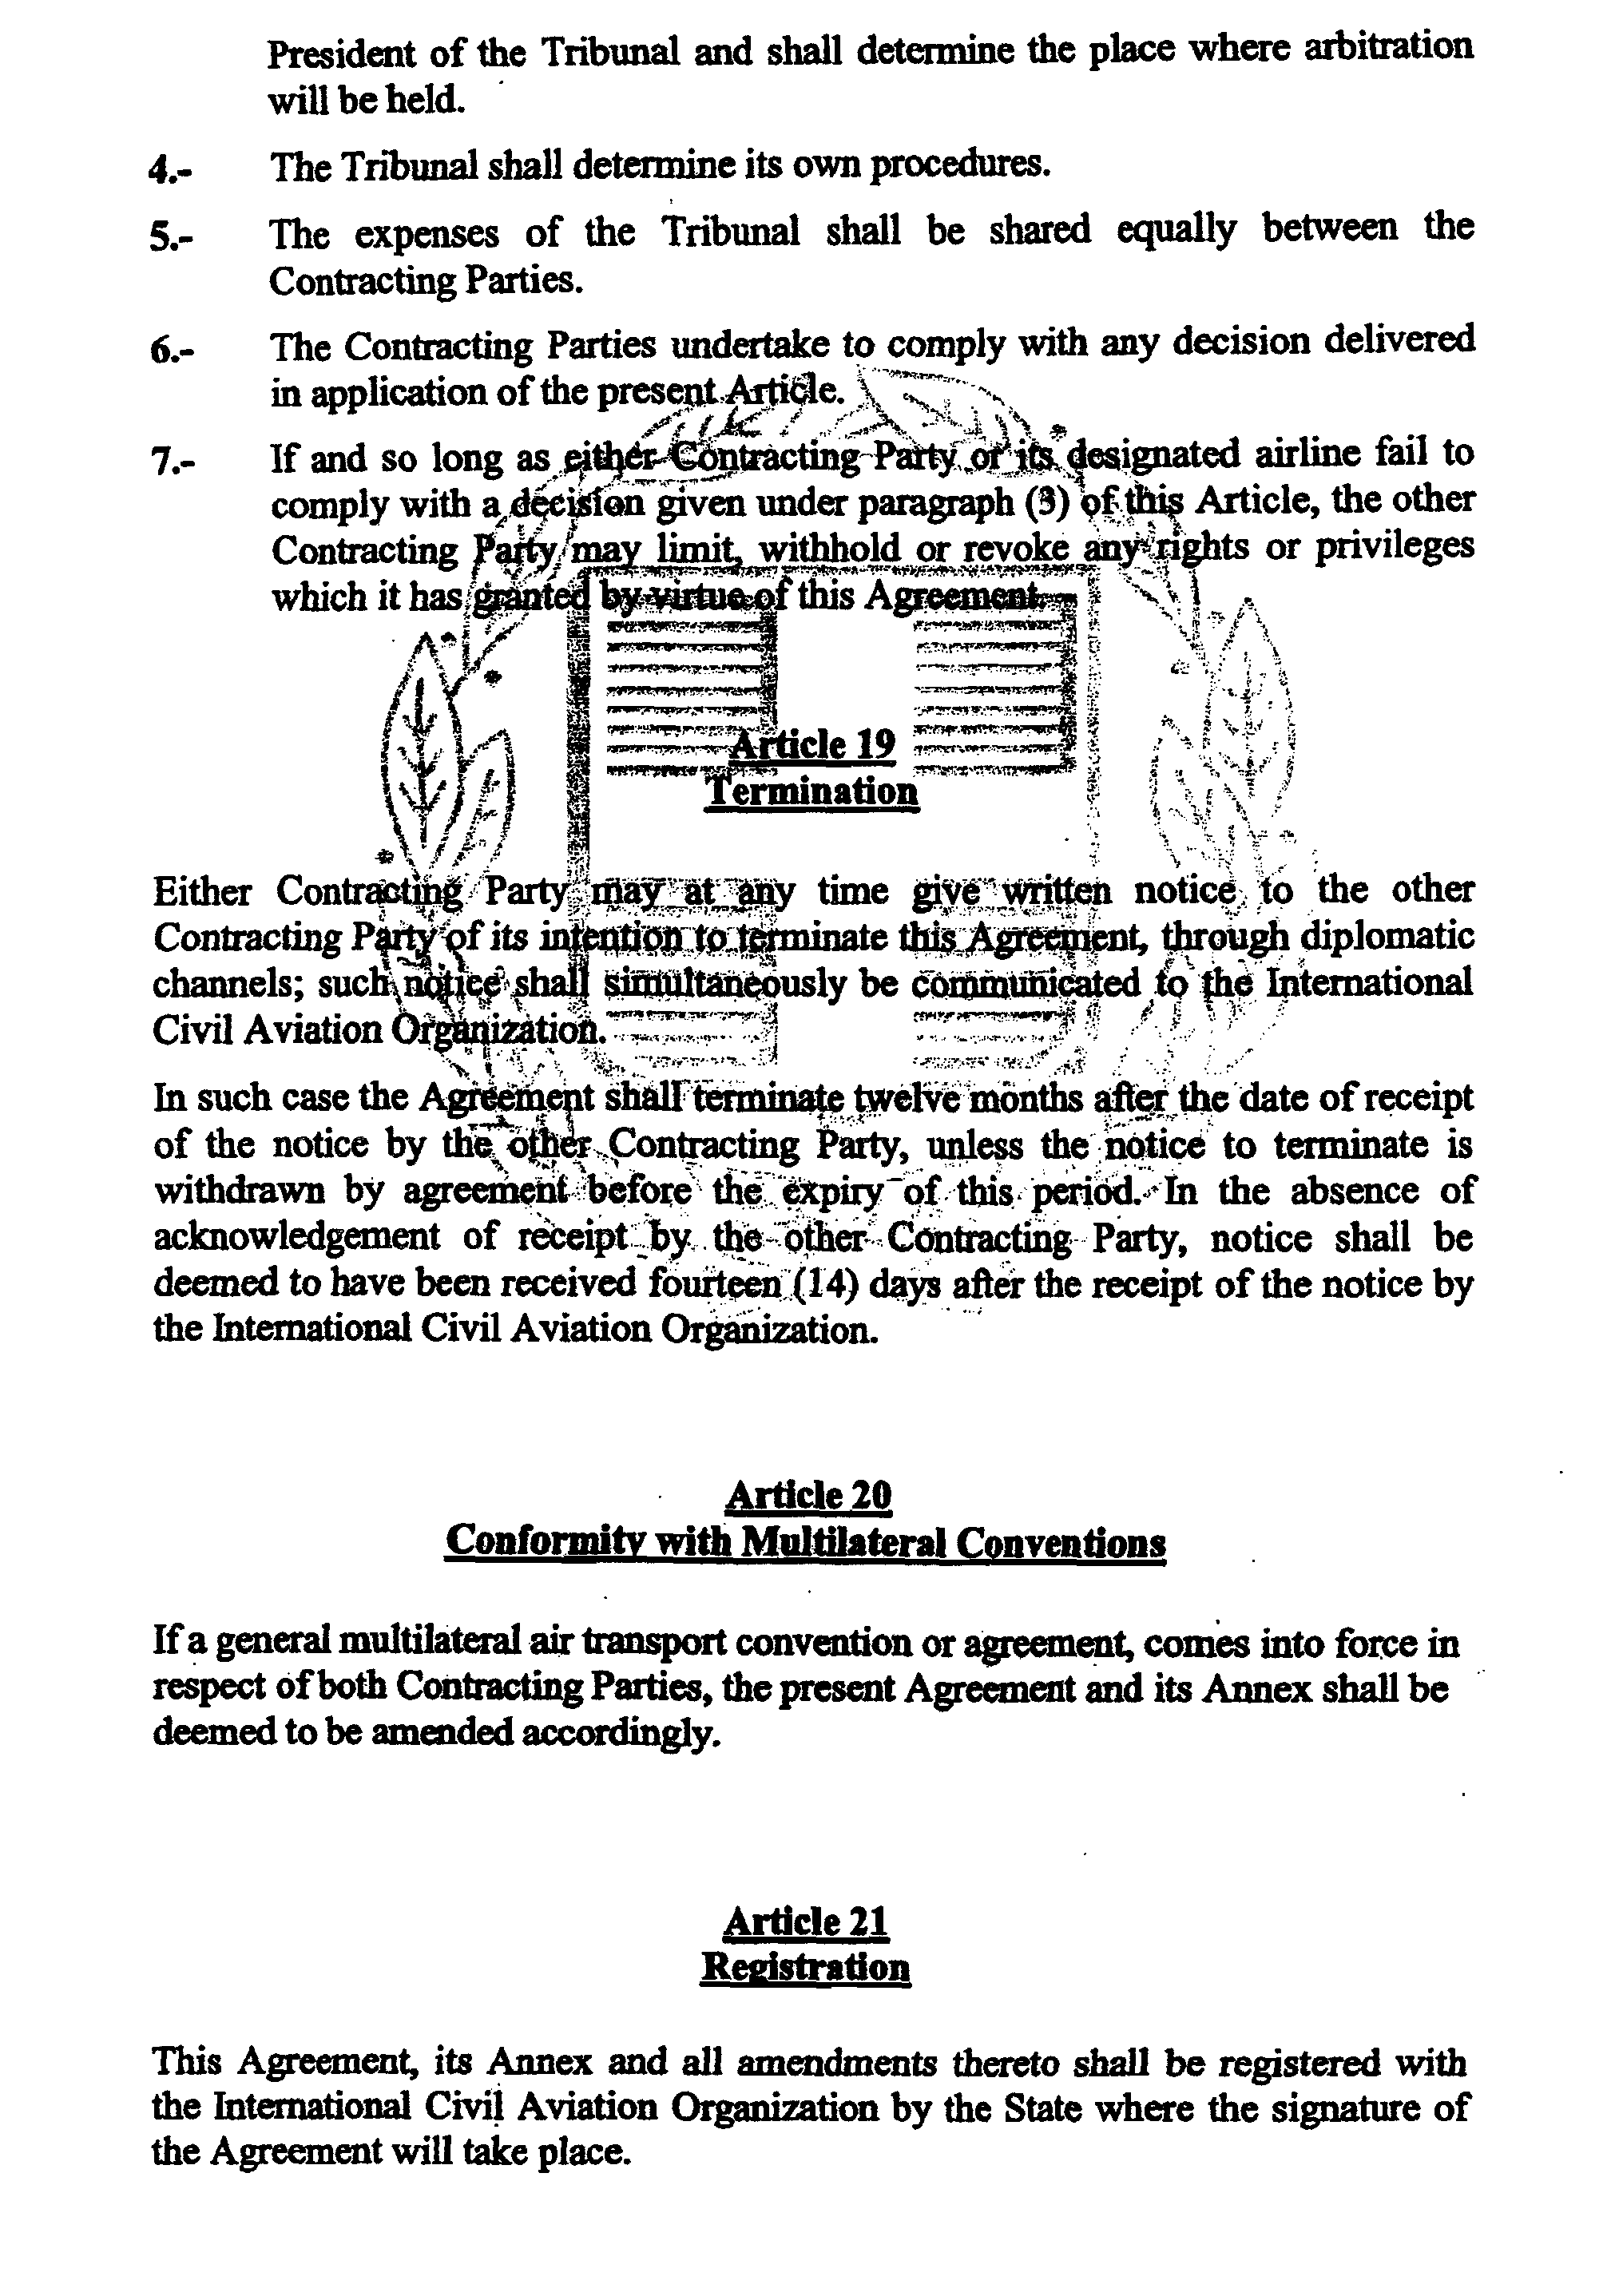 President of the Tribunal and shall determine the place where arbitration
will be held.
4.- The Tribunal shall determine its own procedures.
5.- The expenses of the Tribunal shall be shared equally between the
Contracting Parties.
6.- The Contracting Parties undertake to comply with any decision delivered
in application of the present Article.
7.- If and so long as either Contracting Party or its designated airline fail to
comply with a decision given under paragraph (3) of this Article, the other
Contracting Party may limit, withhold or revoke any rights or privileges
which it has granted by virtue of this Agreement.
Article 19
Termination
Either Contracting Party may at any time give written notice to the other
Contracting Party of its intention to terminate this Agreement, through diplomatic
channels; such notice shall simultaneously be communicated to the International
Civil Aviation Organization.
In such case the Agreement shall terminate twelve months after the date of receipt
of the notice by the other Contracting Party, unless the notice to terminate is
withdrawn by agreement before the expiry of this period. In the absence of
acknowledgement of receipt by the other Contracting Party, notice shall be
deemed to have been received fourteen (14) days after the receipt of the notice by
the International Civil Aviation Organization.
Article 20
Conformity with Multilateral Conventions
If a general multilateral air transport convention or agreement, comes into force in
respect of both Contracting Parties, the present Agreement and its Annex shall be
deemed to be amended accordingly.
Article 21
Registration
This Agreement, its Annex and all amendments thereto shall be registered with
the International Civil Aviation Organization by the State where the signature of
the Agreement will take place.